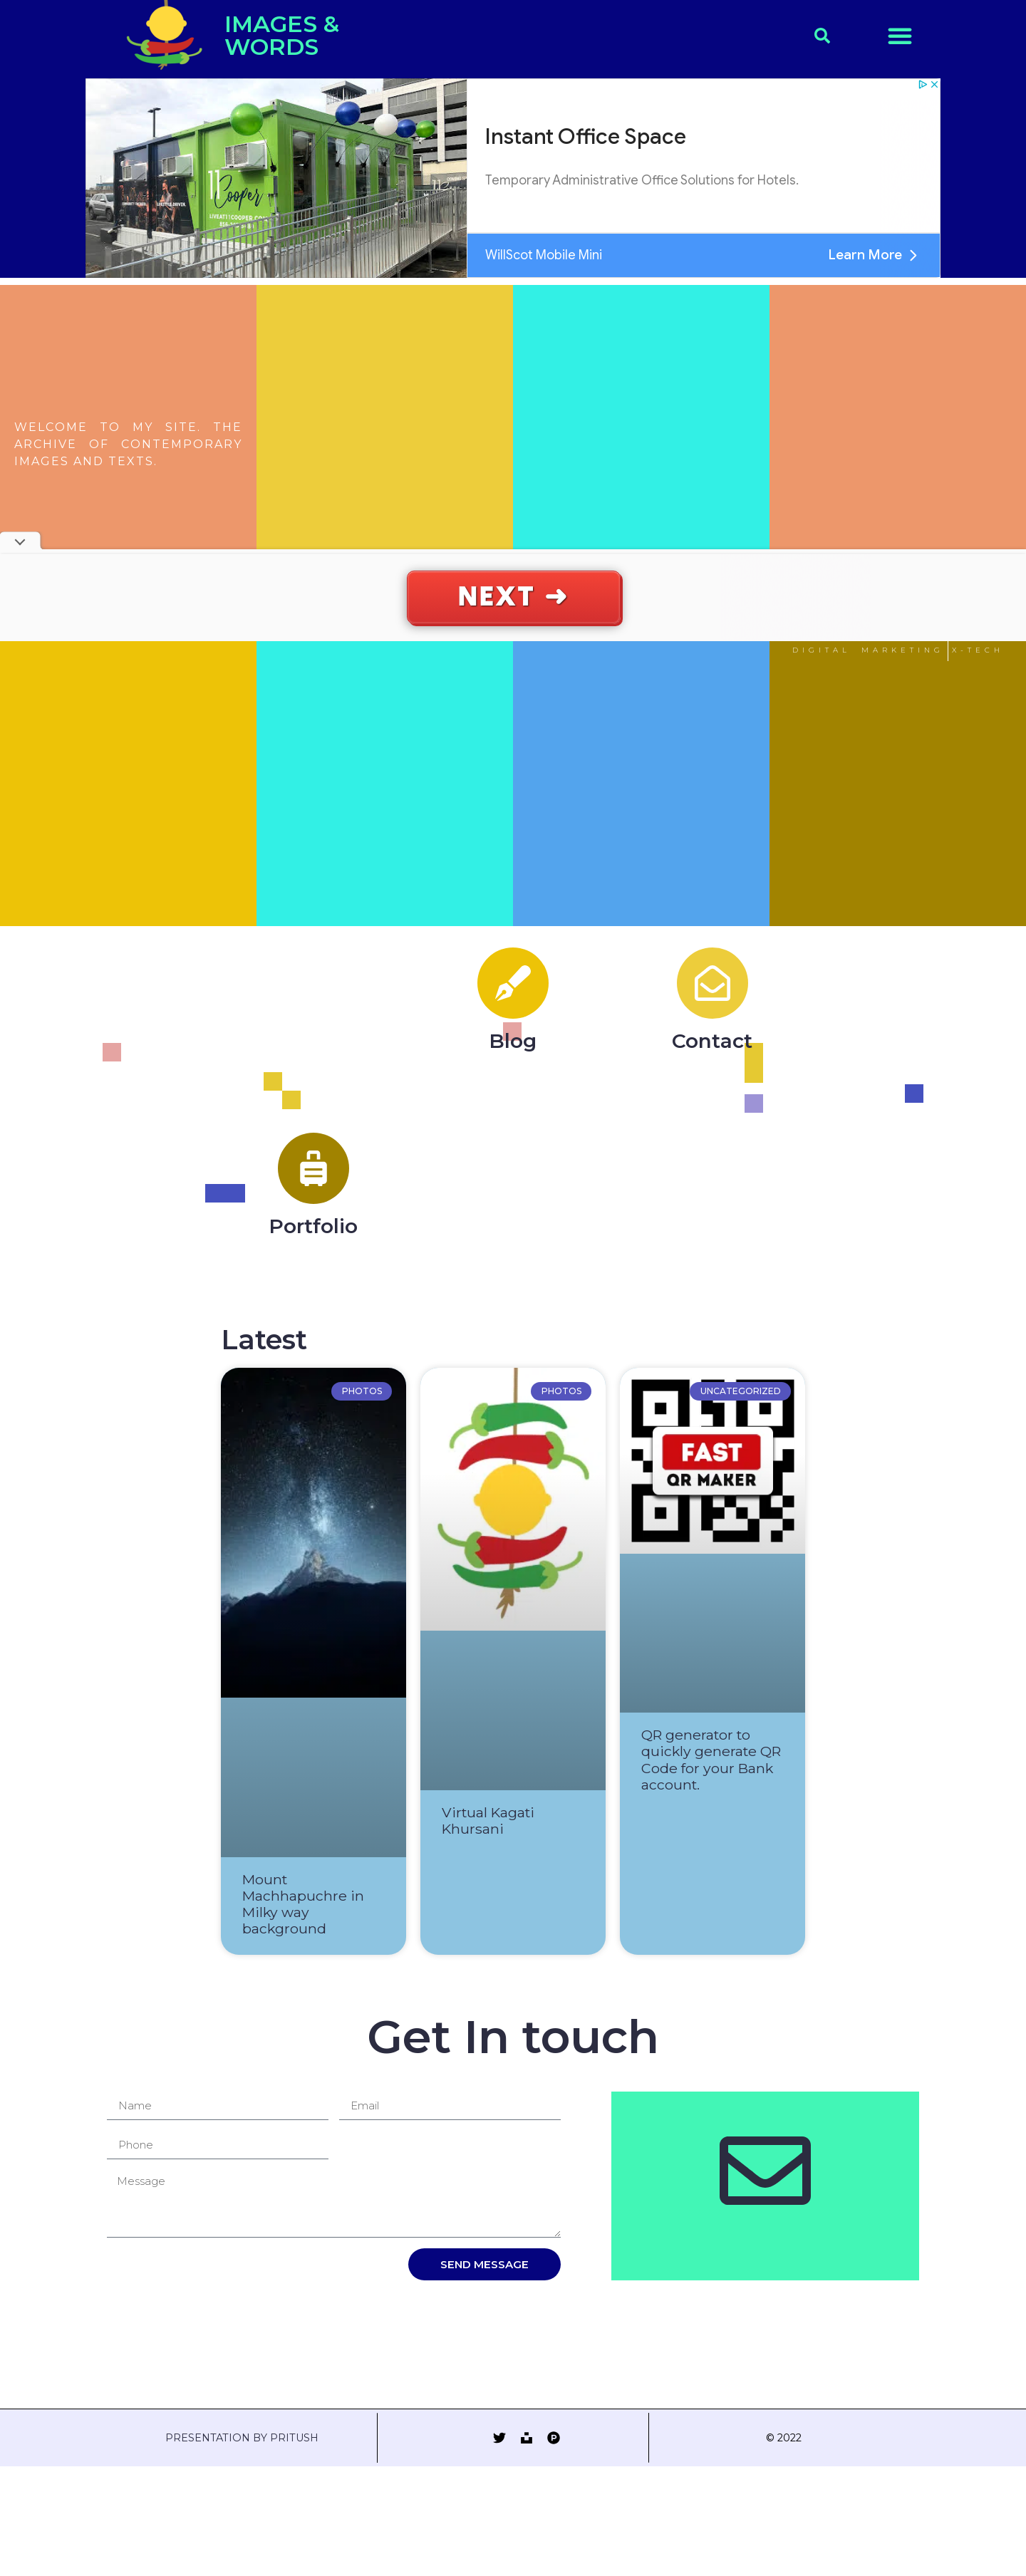 IMAGES &
WORDS
Instant Office Space
Temporary Administrative Office Solutions for Hotels.
WillScot Mobile Mini
Learn More
11
Cooper
WELCOME TO MY SITE. THE
ARCHIVE OF CONTEMPORARY
IMAGES AND TEXTS.
NEXT ➜
DIGITAL MARKETING
X-TECH
Blog
Contact
Portfolio
Latest
PHOTOS
PHOTOS
UNCATEGORIZED
FAST
QR MAKER
QR generator to
quickly generate QR
Code for your Bank
account.
Virtual Kagati
Khursani
Mount
Machhapuchre in
Milky way
background
Get In touch
Name
Email
Phone
Message
SEND MESSAGE
PRESENTATION BY PRITUSH
© 2022